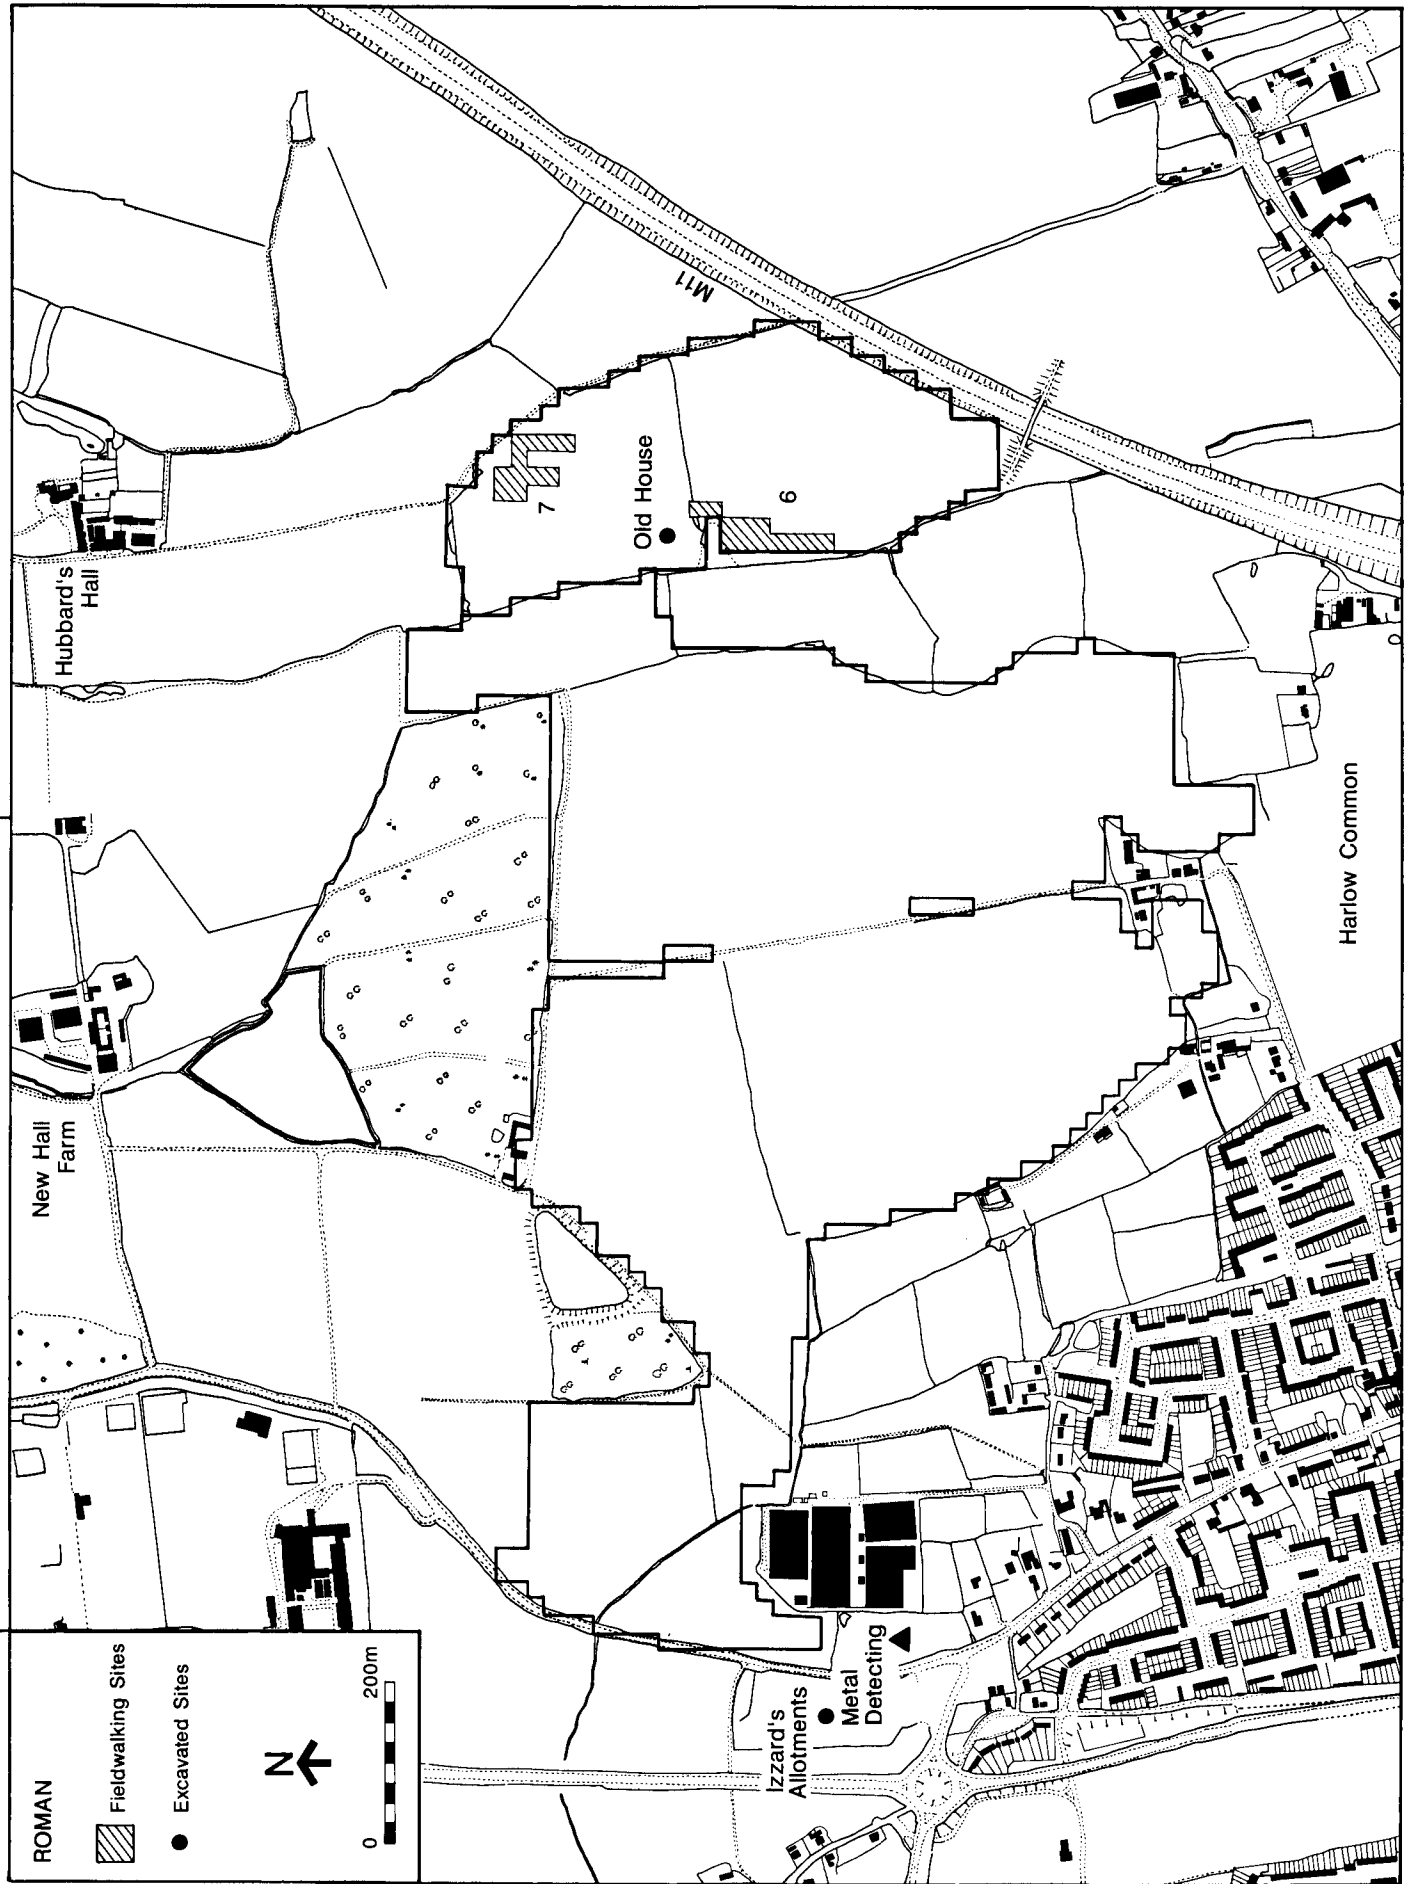 ROMAN
Fieldwalking Sites
Excavated Sites
N
0 200m
New Hall
Farm
Hubbard's
Hall
M11
7
Old House
6
Harlow Common
Izzard's
Allotments
Metal
Detecting